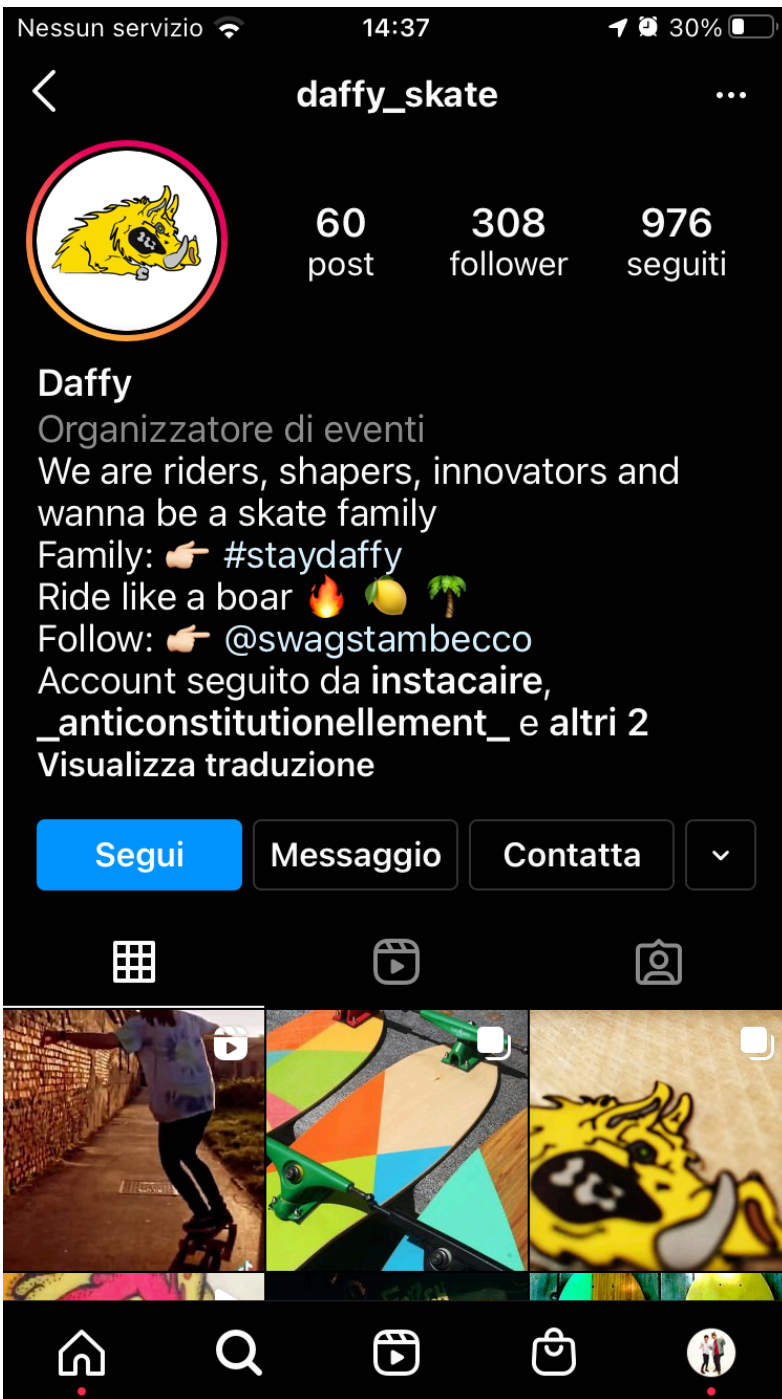 Nessun servizio
14:37
30%
daffy_skate
60
308
976
post
follower
seguiti
Daffy
Organizzatore di eventi
We are riders, shapers, innovators and
wanna be a skate family
Family: 👉🏻 #staydaffy
Ride like a boar 🔥 🍋 🌴
Follow: 👉🏻 @swagstambecco
Account seguito da instacaire,
_anticonstitutionellement_ e altri 2
Visualizza traduzione
Segui
Messaggio
Contatta